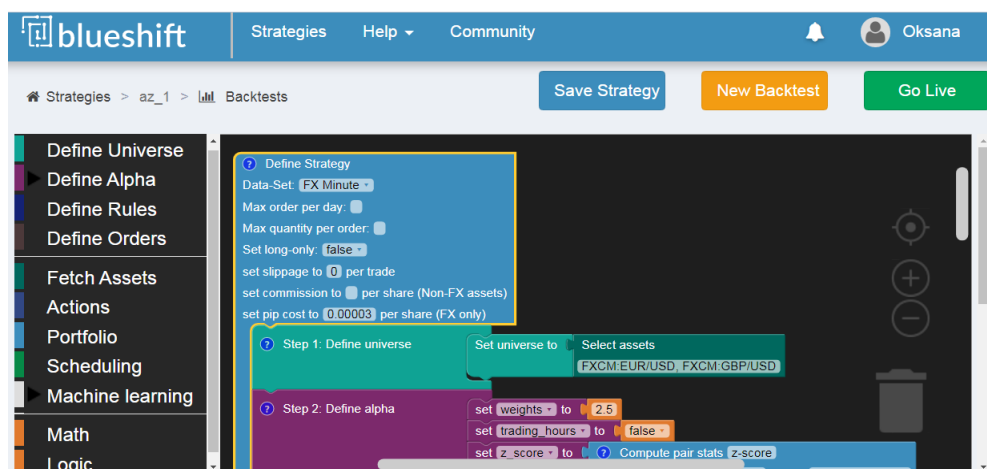 blueshift Strategies Help Community Oksana
Strategies > az_1 > Backtests Save Strategy New Backtest Go Live
Define Universe
Define Alpha
Define Rules
Define Orders
Fetch Assets
Actions
Portfolio
Scheduling
Machine learning
Math
Logic
? Define Strategy
Data-Set: FX Minute
Max order per day:
Max quantity per order:
Set long-only: false
set slippage to 0 per trade
set commission to per share (Non-FX assets)
set pip cost to 0.00003 per share (FX only)
? Step 1: Define universe Set universe to Select assets
FXCM:EUR/USD, FXCM:GBP/USD
? Step 2: Define alpha set weights to 2.5
set trading_hours to false
set z_score to ? Compute pair stats z-score